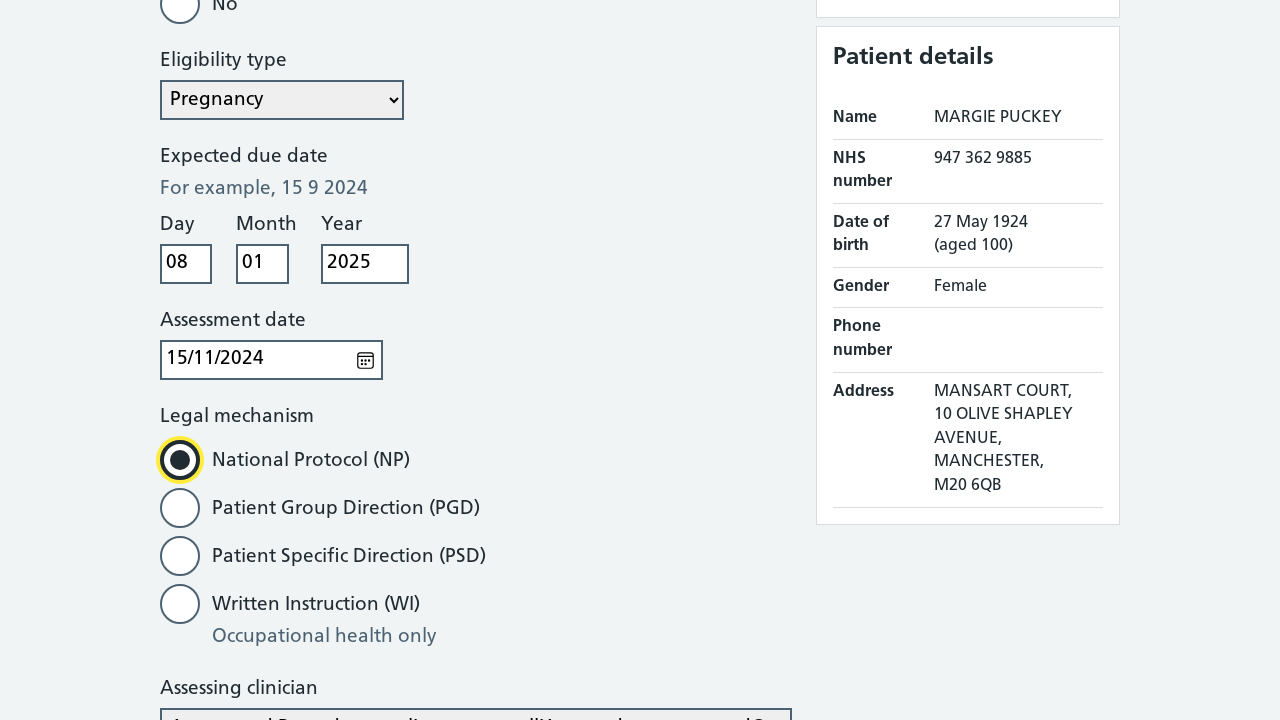 No
Eligibility type
Pregnancy
Expected due date
For example, 15 9 2024
Day Month Year
08 01 2025
Assessment date
15/11/2024
Legal mechanism
National Protocol (NP)
Patient Group Direction (PGD)
Patient Specific Direction (PSD)
Written Instruction (WI)
Occupational health only
Assessing clinician
Patient details
Name MARGIE PUCKEY
NHS number 947 362 9885
Date of birth 27 May 1924 (aged 100)
Gender Female
Phone number
Address MANSART COURT,
10 OLIVE SHAPLEY
AVENUE,
MANCHESTER,
M20 6QB